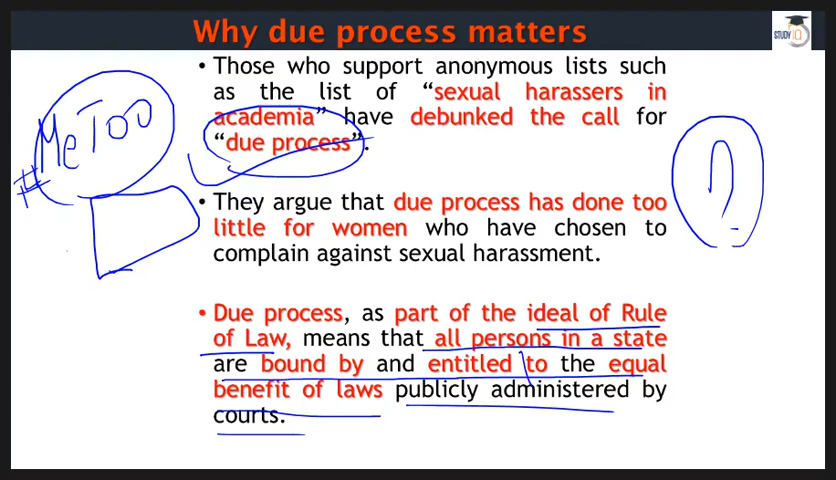 Why due process matters
STUDY IQ
• Those who support anonymous lists such
as the list of “sexual harassers in
academia” have debunked the call for
“due process”.
#MeToo
?
• They argue that due process has done too
little for women who have chosen to
complain against sexual harassment.
• Due process, as part of the ideal of Rule
of Law, means that all persons in a state
are bound by and entitled to the equal
benefit of laws publicly administered by
courts.